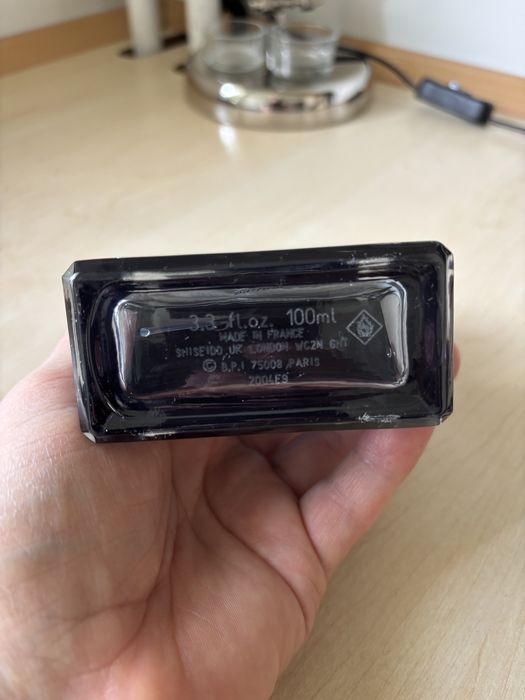 3.3 fl.oz. 100ml
MADE IN FRANCE
SHISEIDO UK LONDON WC2N 6HT
© B.P.I 75008 PARIS
2004ES